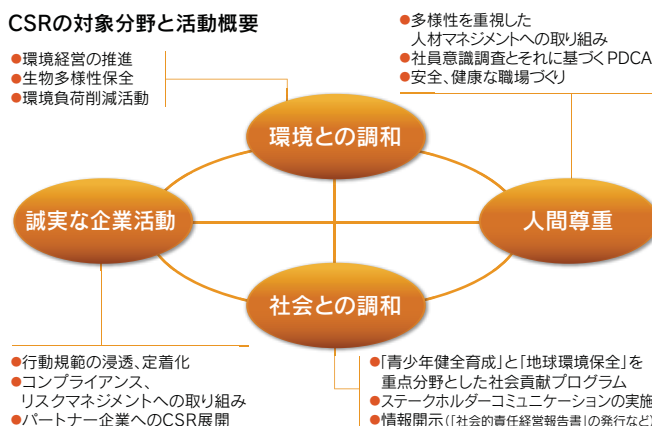 CSRの対象分野と活動概要
●環境経営の推進
●生物多様性保全
●環境負荷削減活動
●多様性を重視した
人材マネジメントへの取り組み
●社員意識調査とそれに基づくPDCA
●安全、健康な職場づくり
環境との調和
誠実な企業活動
人間尊重
社会との調和
●行動規範の浸透、定着化
●コンプライアンス、
リスクマネジメントへの取り組み
●パートナー企業へのCSR展開
●「青少年健全育成」と「地球環境保全」を
重点分野とした社会貢献プログラム
●ステークホルダーコミュニケーションの実施
●情報開示(「社会的責任経営報告書」の発行など)